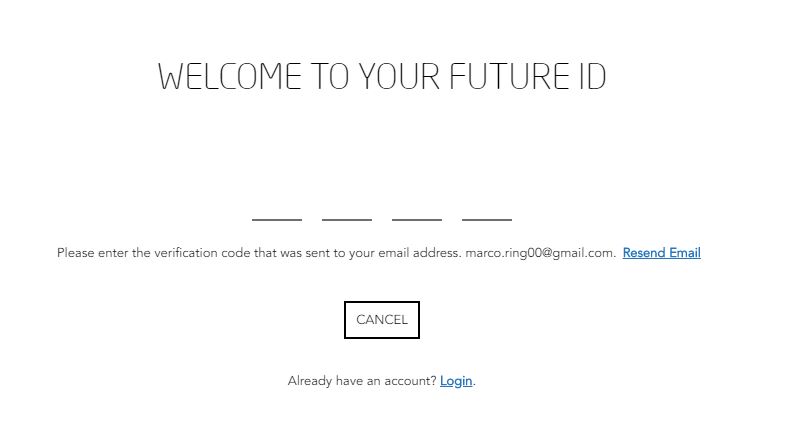 WELCOME TO YOUR FUTURE ID
Please enter the verification code that was sent to your email address. marco.ring00@gmail.com. Resend Email
CANCEL
Already have an account? Login.